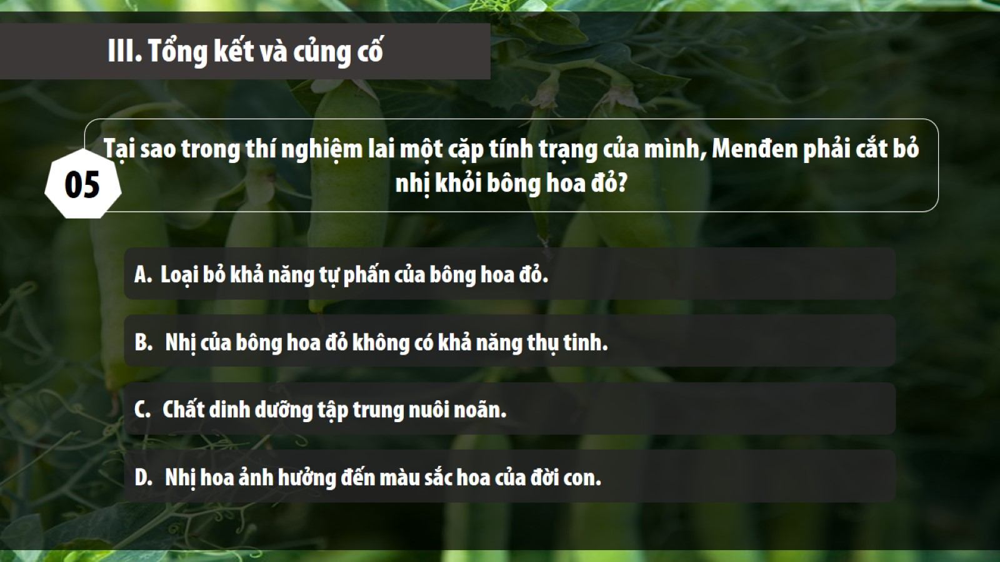 III. Tổng kết và củng cố
Tại sao trong thí nghiệm lai một cặp tính trạng của mình, Menđen phải cắt bỏ
nhị khỏi bông hoa đỏ?
05
A. Loại bỏ khả năng tự phấn của bông hoa đỏ.
B. Nhị của bông hoa đỏ không có khả năng thụ tinh.
C. Chất dinh dưỡng tập trung nuôi noãn.
D. Nhị hoa ảnh hưởng đến màu sắc hoa của đời con.